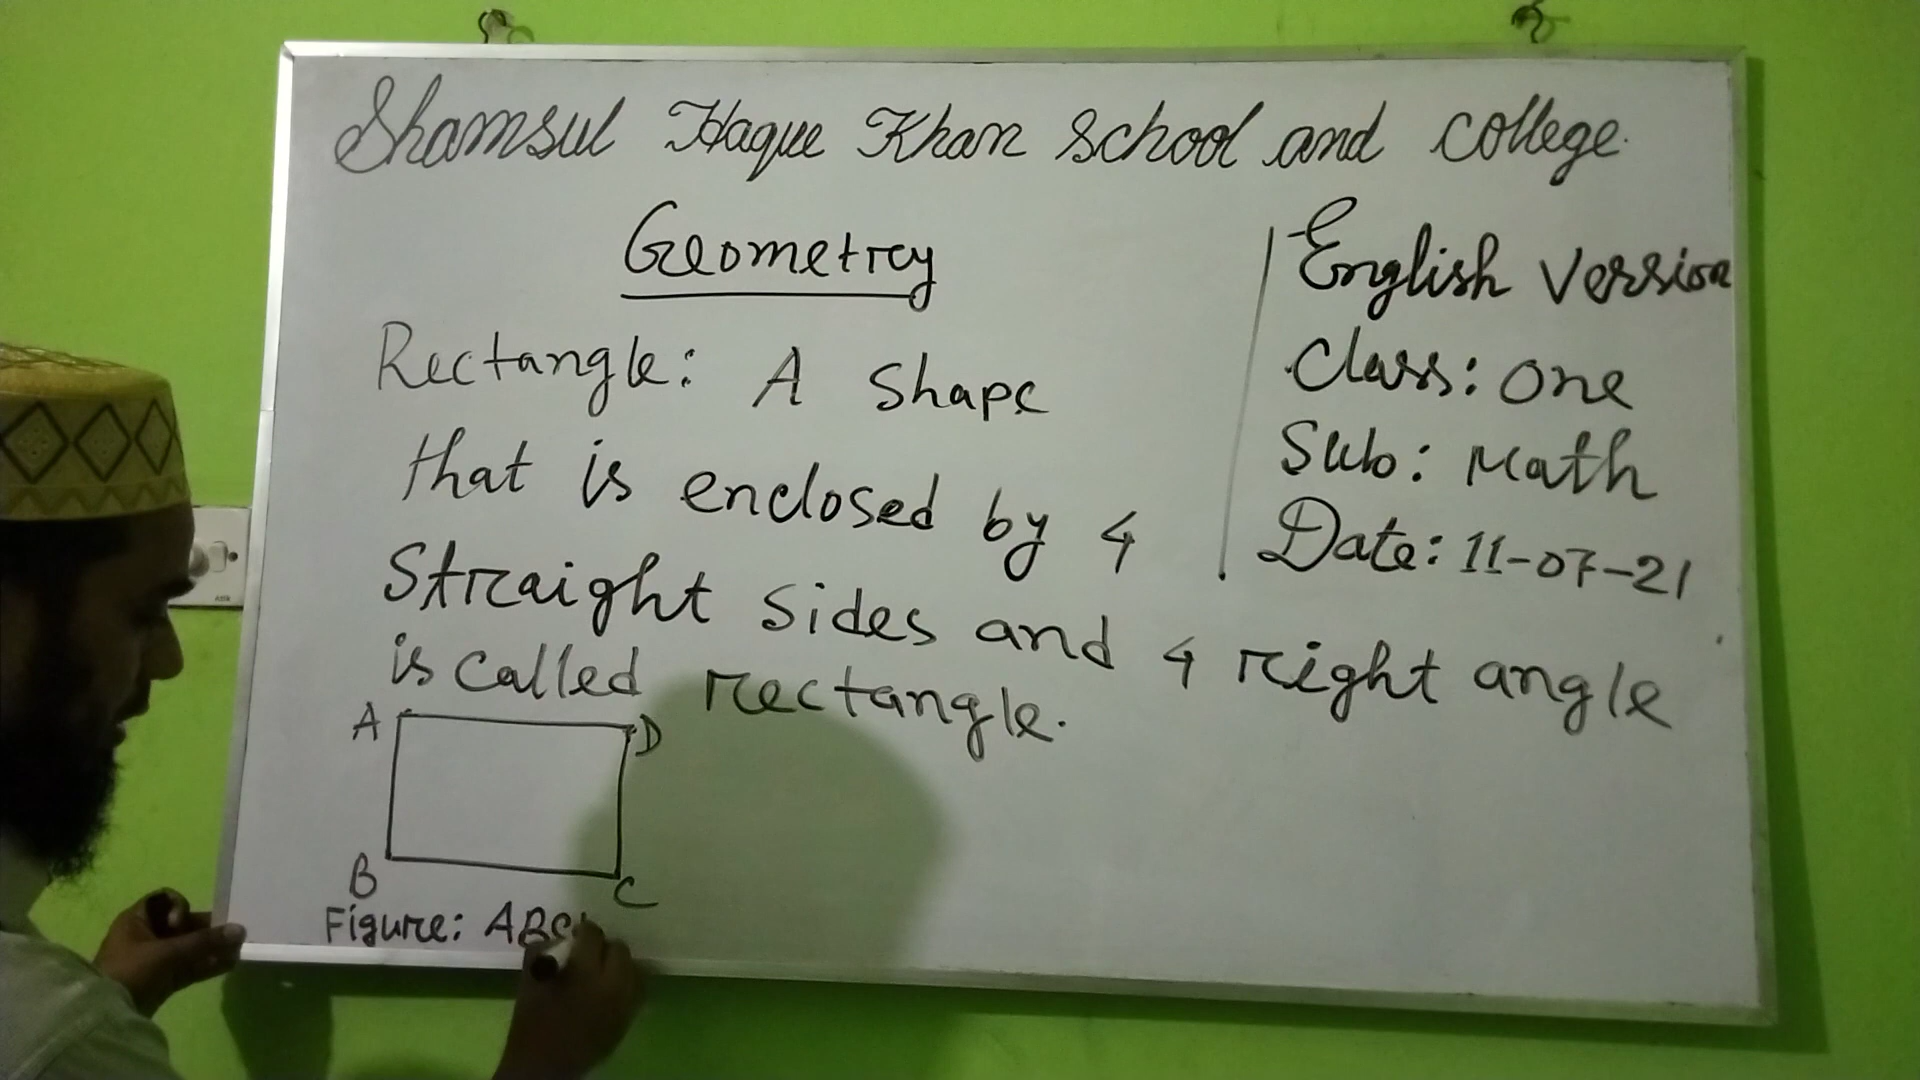 Shamsul Haque Khan School and college.
Geometry
English Version
Class: One
Sub: Math
Date: 11-07-21
Rectangle: A shape
that is enclosed by 4
Straight sides and 4 right angle
is called rectangle.
A
D
B
C
Figure: ABC